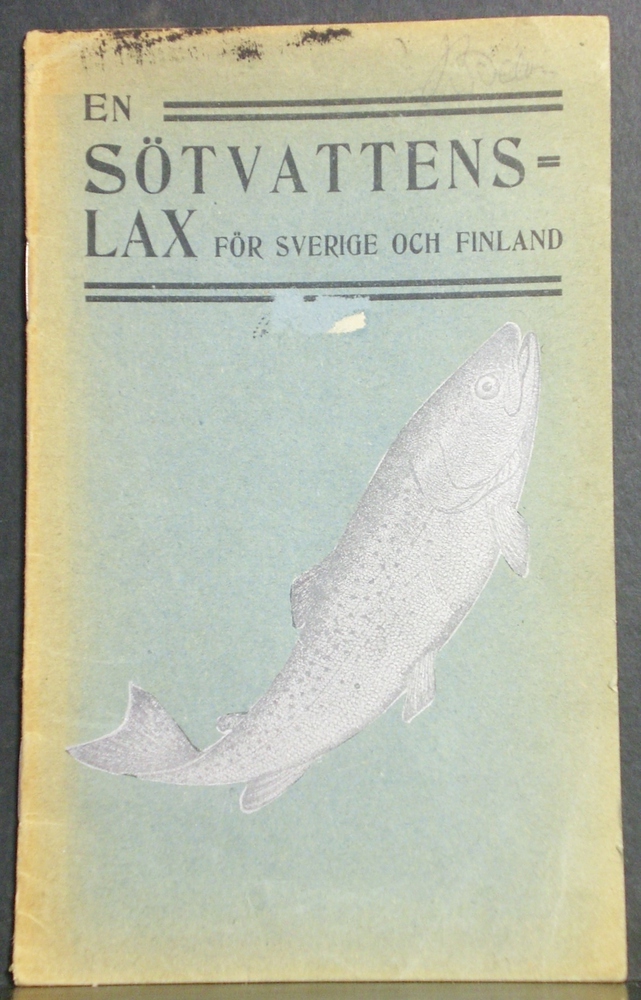 EN
SÖTVATTENS=
LAX FÖR SVERIGE OCH FINLAND